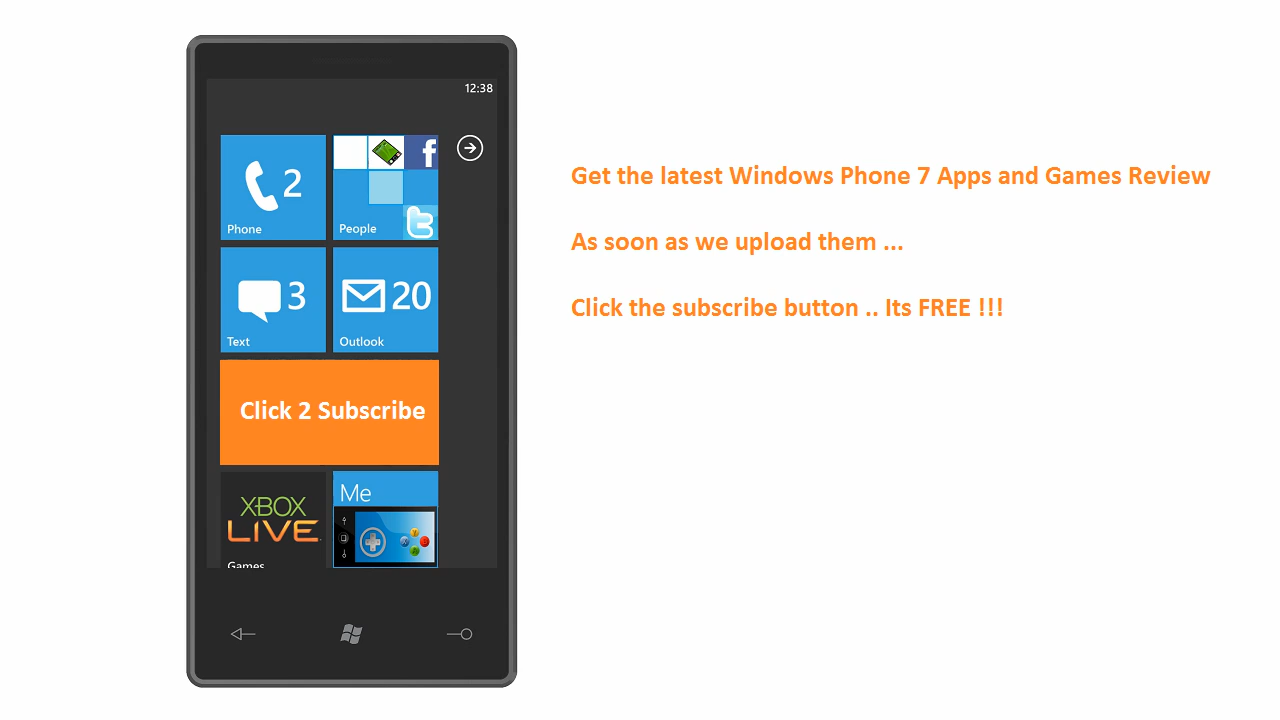 12:38
2
Phone
f
t
People
3
Text
20
Outlook
Click 2 Subscribe
XBOX
LIVE
Games
Me
Get the latest Windows Phone 7 Apps and Games Review
As soon as we upload them ...
Click the subscribe button .. Its FREE !!!